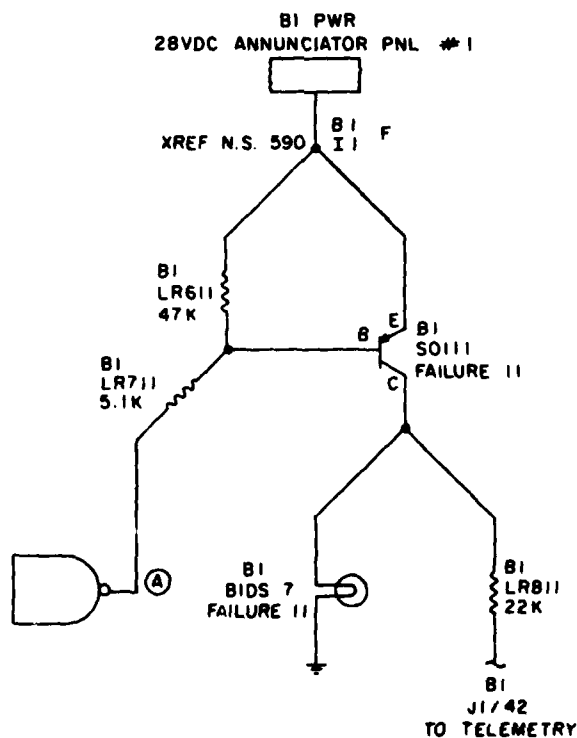 B1 PWR
28VDC ANNUNCIATOR PNL #1
XREF N.S. 590
B1
I1
F
B1
LR611
47K
B
E
C
B1
SO111
FAILURE 11
B1
LR711
5.1K
A
B1
BIDS 7
FAILURE 11
B1
LR811
22K
B1
J1/42
TO TELEMETRY